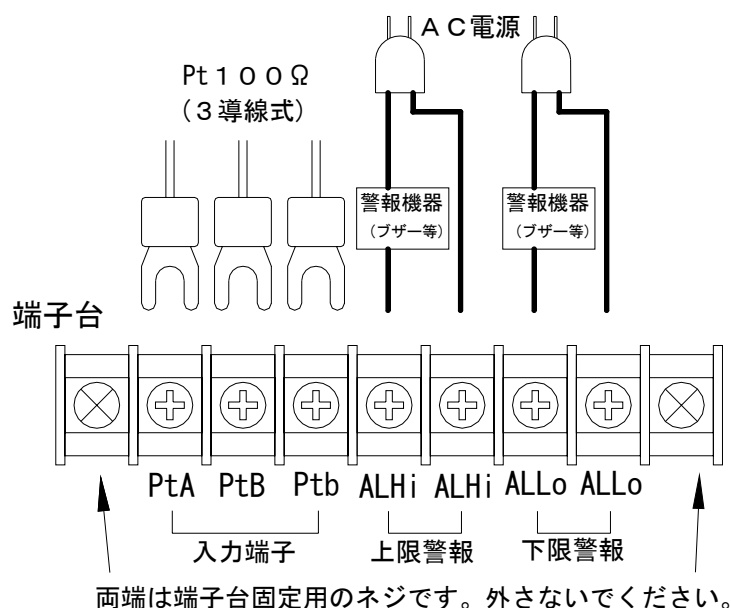 AC電源
Pt100Ω
(3導線式)
警報機器
(ブザー等)
警報機器
(ブザー等)
端子台
PtA PtB Ptb ALHi ALHi ALLo ALLo
入力端子 上限警報 下限警報
両端は端子台固定用のネジです。外さないでください。